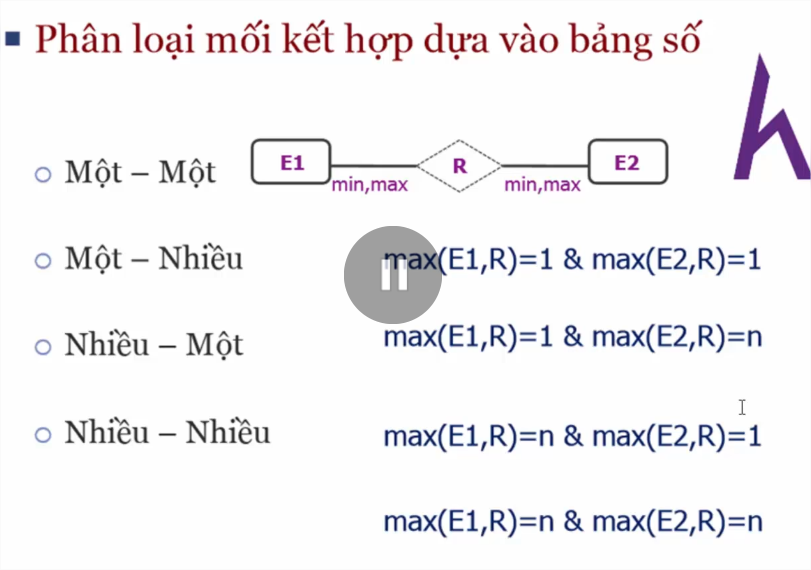 Phân loại mối kết hợp dựa vào bảng số
Một – Một
E1
R
E2
min,max
min,max
Một – Nhiều
max(E1,R)=1 & max(E2,R)=1
Nhiều – Một
max(E1,R)=1 & max(E2,R)=n
Nhiều – Nhiều
max(E1,R)=n & max(E2,R)=1
max(E1,R)=n & max(E2,R)=n